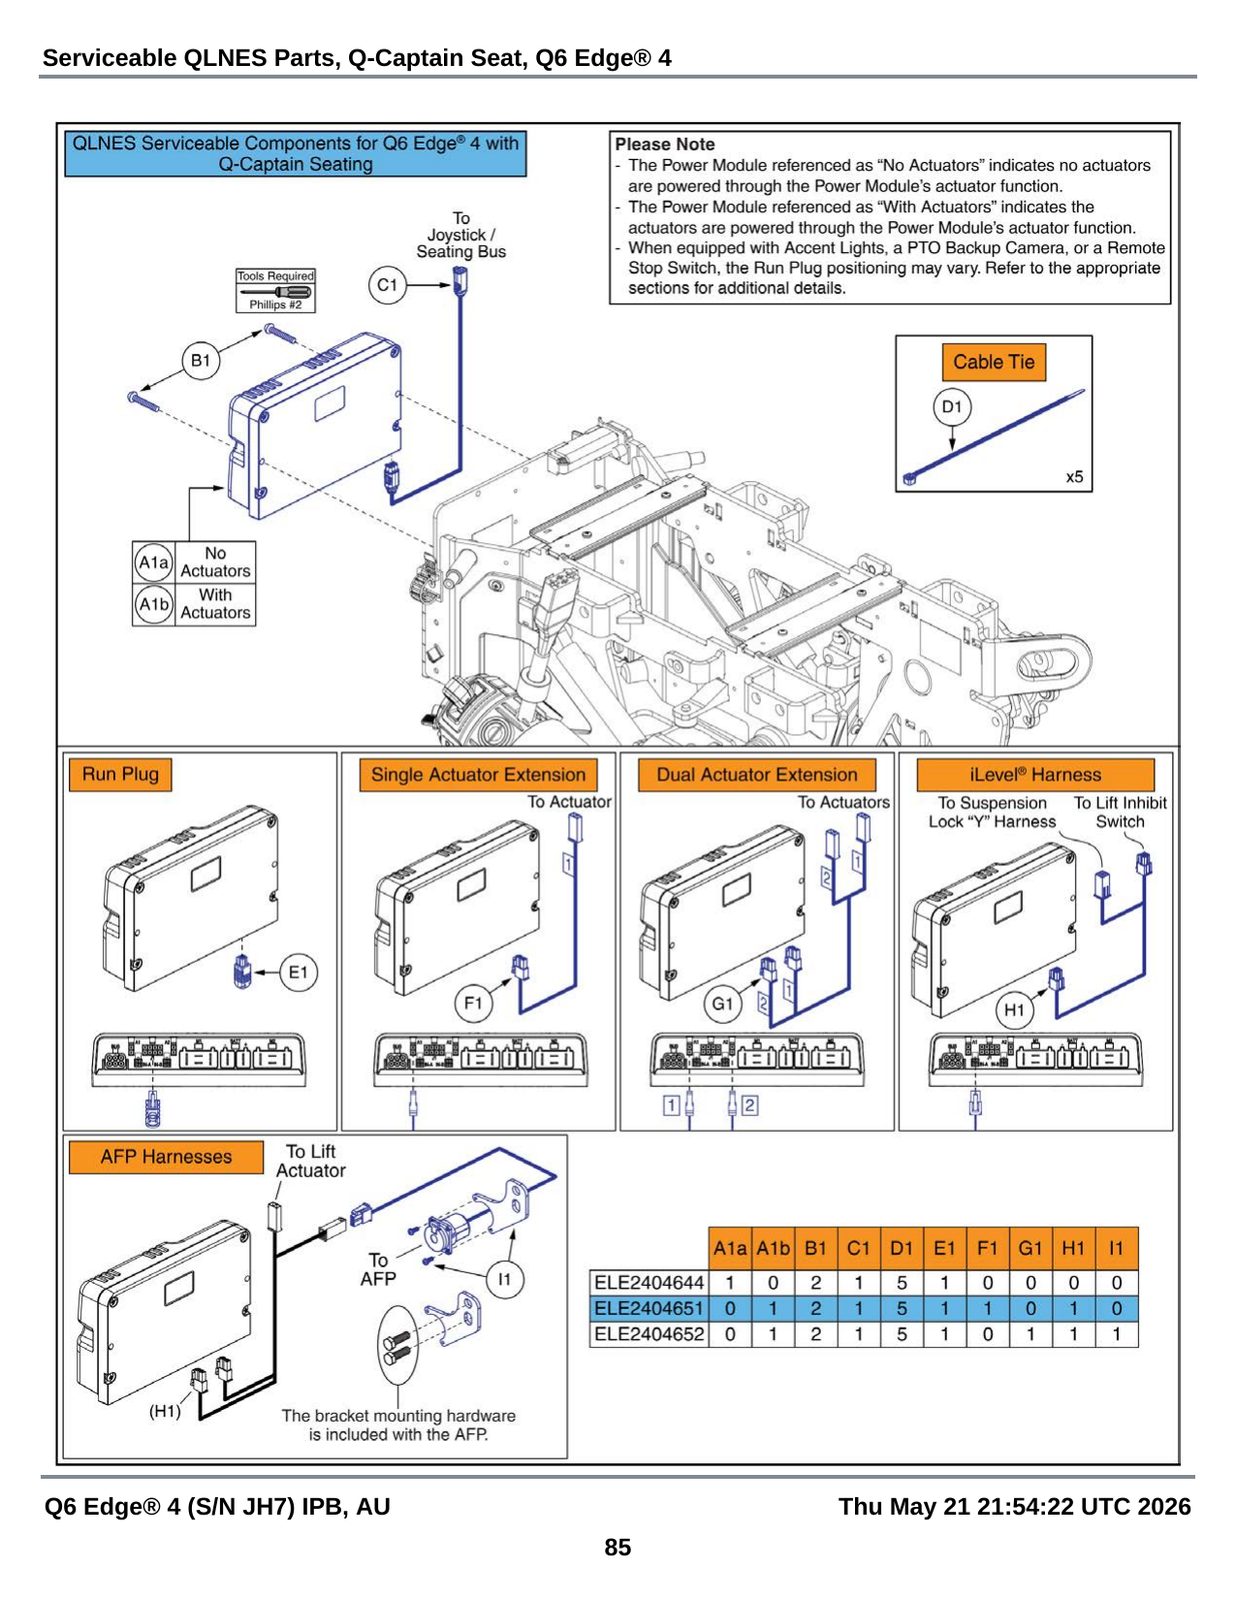 Serviceable QLNES Parts, Q-Captain Seat, Q6 Edge® 4
QLNES Serviceable Components for Q6 Edge® 4 with
Q-Captain Seating
Please Note
- The Power Module referenced as “No Actuators” indicates no actuators
are powered through the Power Module’s actuator function.
- The Power Module referenced as “With Actuators” indicates the
actuators are powered through the Power Module’s actuator function.
- When equipped with Accent Lights, a PTO Backup Camera, or a Remote
Stop Switch, the Run Plug positioning may vary. Refer to the appropriate
sections for additional details.
To
Joystick /
Seating Bus
C1
Tools Required
Phillips #2
B1
Cable Tie
D1
x5
A1a No
Actuators
A1b With
Actuators
Run Plug
E1
Single Actuator Extension
To Actuator
1
F1
Dual Actuator Extension
To Actuators
2
1
G1
2
1
1
2
iLevel® Harness
To Suspension
Lock “Y” Harness
To Lift Inhibit
Switch
H1
AFP Harnesses
To Lift
Actuator
To
AFP
I1
(H1)
The bracket mounting hardware
is included with the AFP.
A1a A1b B1 C1 D1 E1 F1 G1 H1 I1
ELE2404644 1 0 2 1 5 1 0 0 0 0
ELE2404651 0 1 2 1 5 1 1 0 1 0
ELE2404652 0 1 2 1 5 1 0 1 1 1
Q6 Edge® 4 (S/N JH7) IPB, AU
Thu May 21 21:54:22 UTC 2026
85